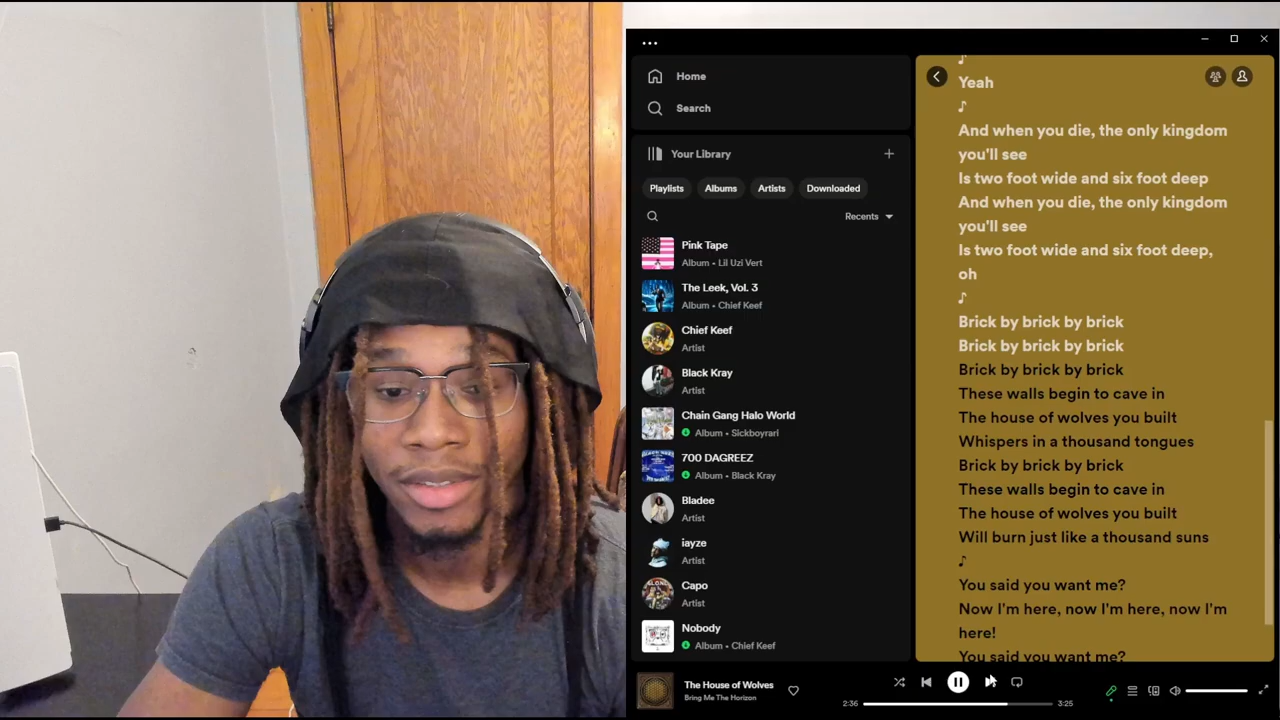 Home
Search
Your Library
Playlists
Albums
Artists
Downloaded
Recents
Pink Tape
Album • Lil Uzi Vert
The Leek, Vol. 3
Album • Chief Keef
Chief Keef
Artist
Black Kray
Artist
Chain Gang Halo World
Album • Sickboyrari
700 DAGREEZ
Album • Black Kray
Bladee
Artist
iayze
Artist
Capo
Artist
Nobody
Album • Chief Keef
Yeah
And when you die, the only kingdom
you'll see
Is two foot wide and six foot deep
And when you die, the only kingdom
you'll see
Is two foot wide and six foot deep,
oh
Brick by brick by brick
Brick by brick by brick
Brick by brick by brick
These walls begin to cave in
The house of wolves you built
Whispers in a thousand tongues
Brick by brick by brick
These walls begin to cave in
The house of wolves you built
Will burn just like a thousand suns
You said you want me?
Now I'm here, now I'm here, now I'm
here!
You said you want me?
The House of Wolves
Bring Me The Horizon
2:36
3:25